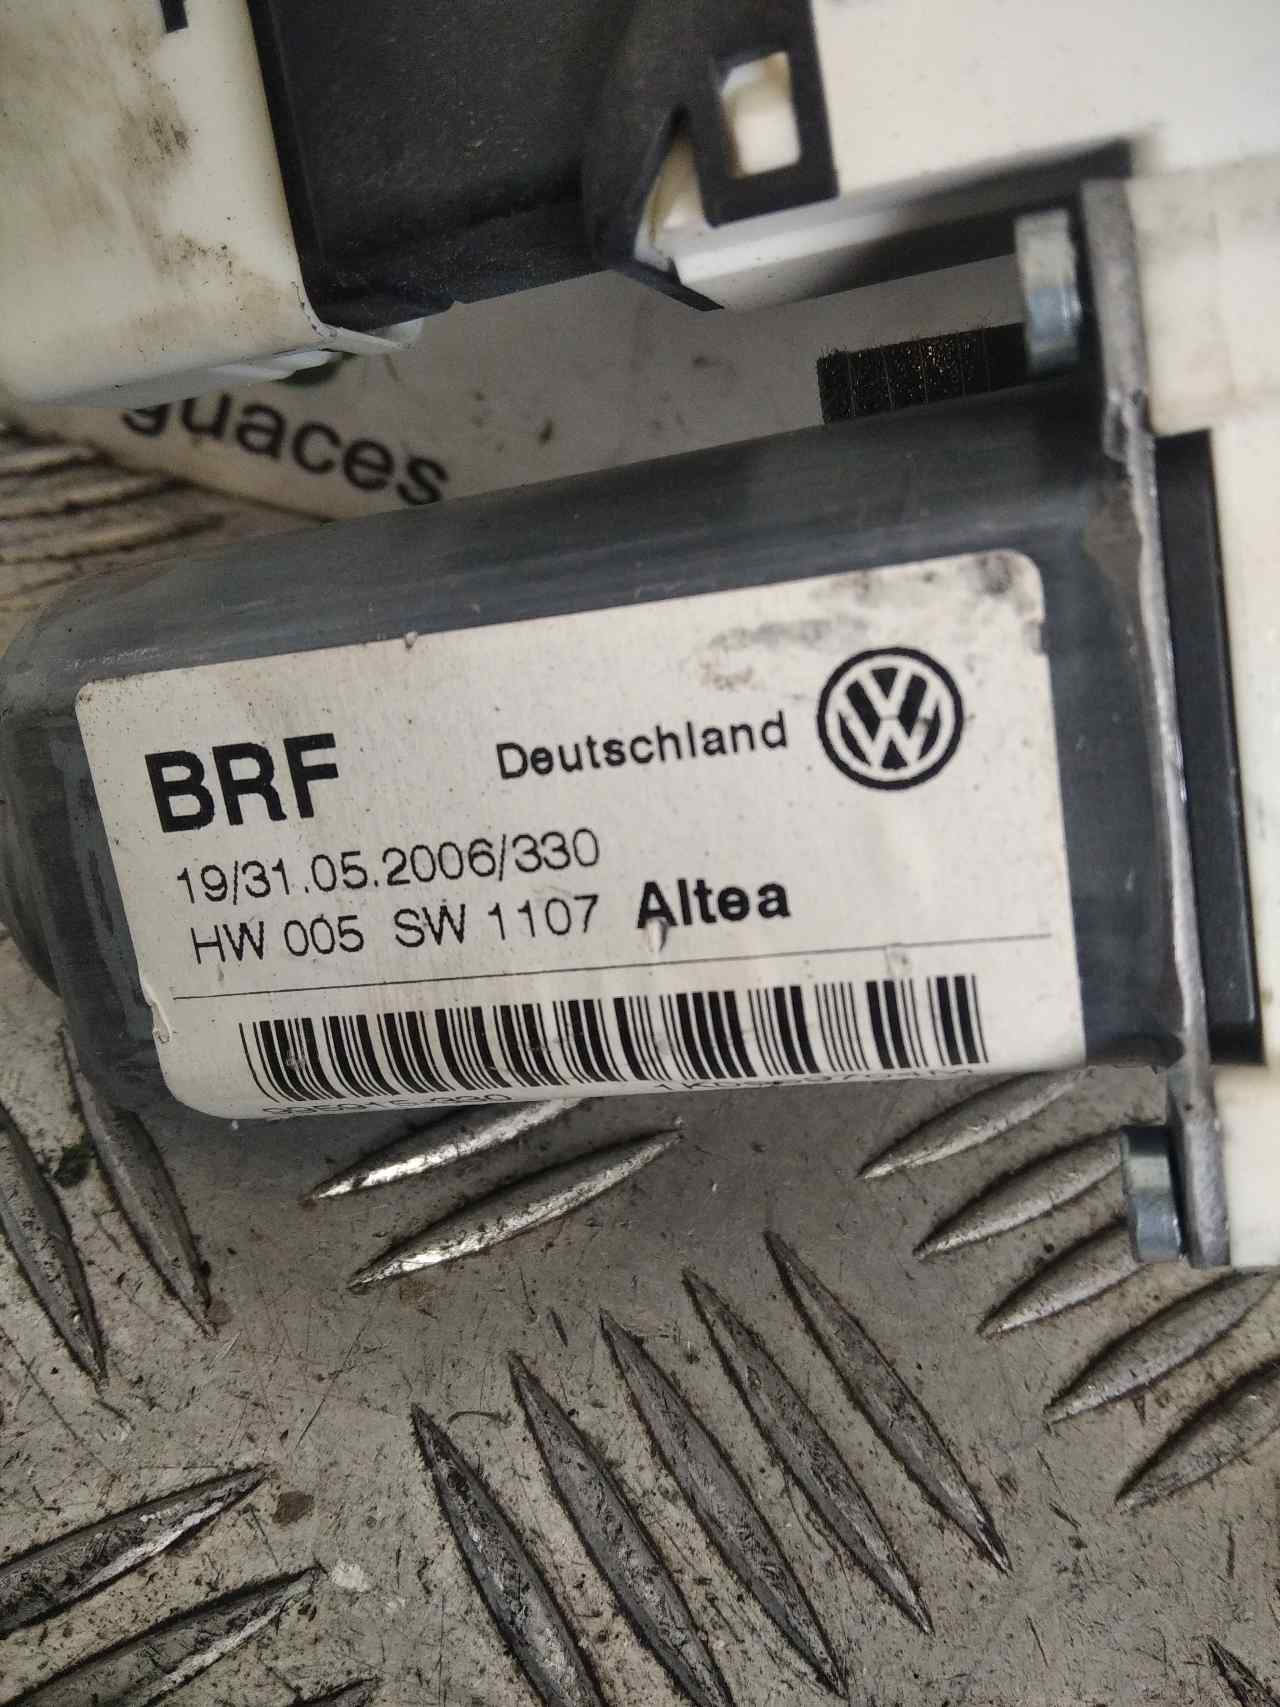 guaces
BRF
Deutschland
19/31.05.2006/330
HW 005 SW 1107 Altea